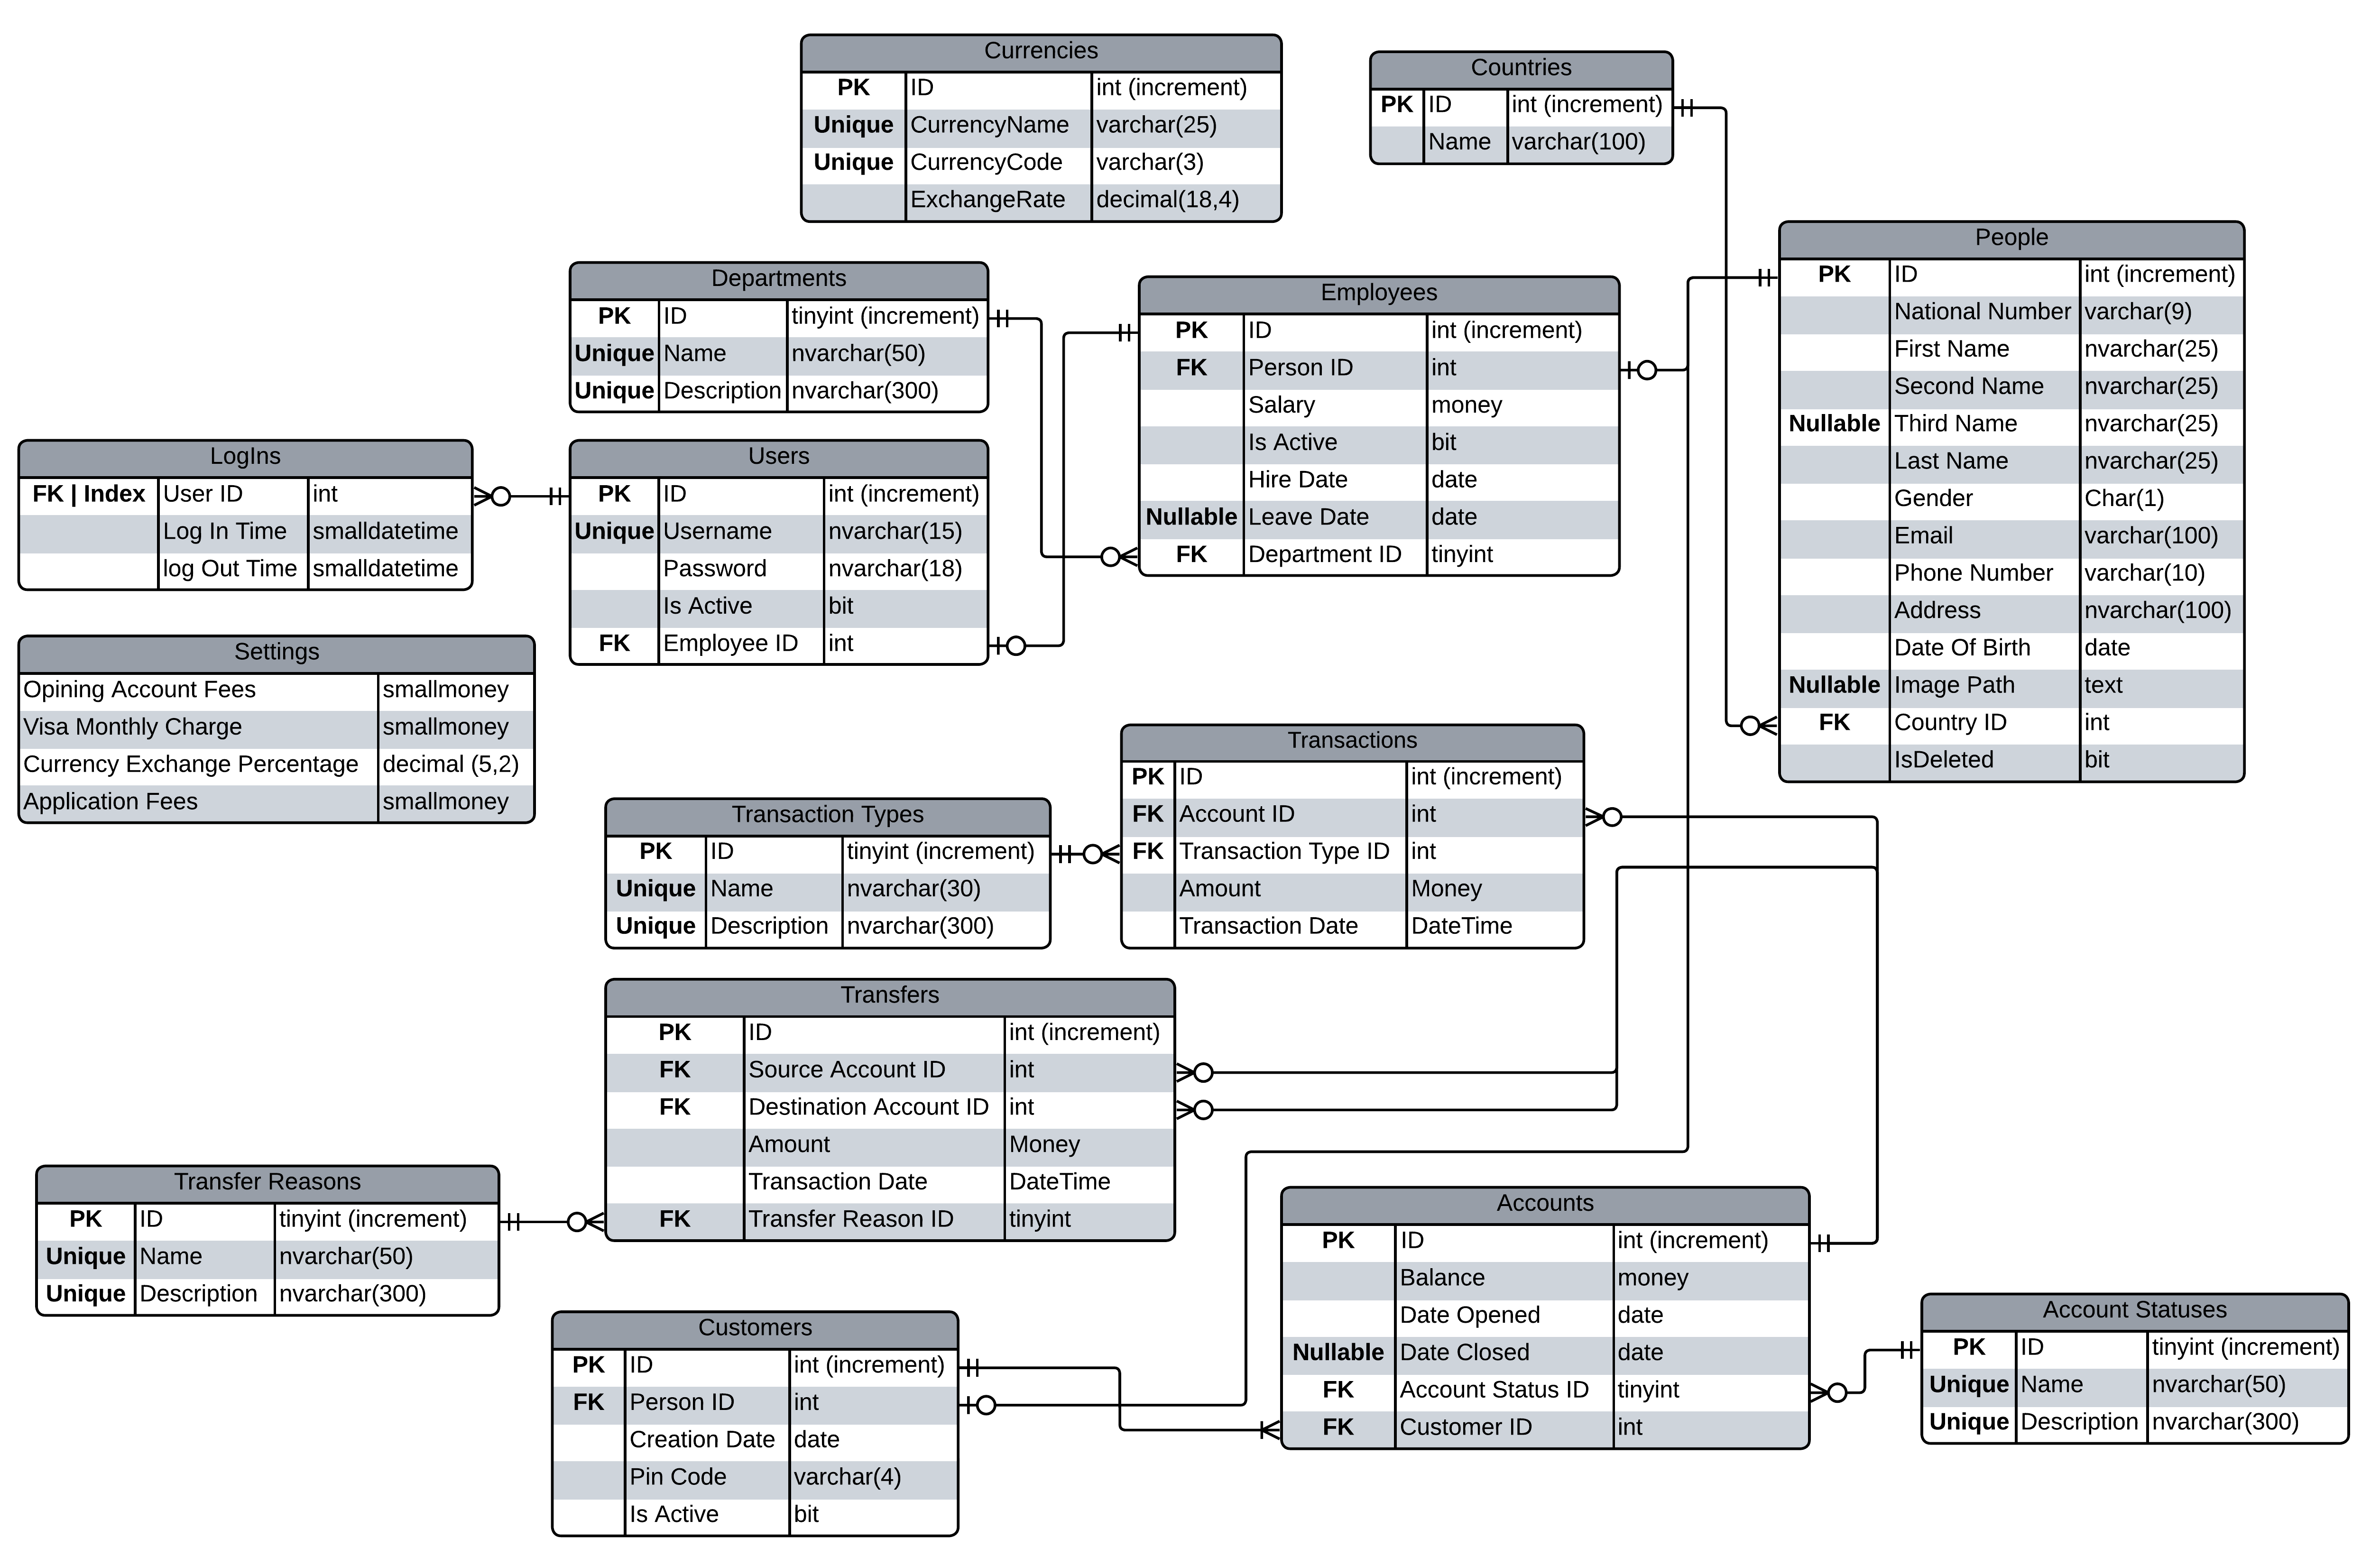 Currencies
PK ID int (increment)
Unique CurrencyName varchar(25)
Unique CurrencyCode varchar(3)
ExchangeRate decimal(18,4)
Countries
PK ID int (increment)
Name varchar(100)
People
PK ID int (increment)
National Number varchar(9)
First Name nvarchar(25)
Second Name nvarchar(25)
Nullable Third Name nvarchar(25)
Last Name nvarchar(25)
Gender Char(1)
Email varchar(100)
Phone Number varchar(10)
Address nvarchar(100)
Date Of Birth date
Nullable Image Path text
FK Country ID int
IsDeleted bit
Departments
PK ID tinyint (increment)
Unique Name nvarchar(50)
Unique Description nvarchar(300)
Employees
PK ID int (increment)
FK Person ID int
Salary money
Is Active bit
Hire Date date
Nullable Leave Date date
FK Department ID tinyint
LogIns
FK | Index User ID int
Log In Time smalldatetime
log Out Time smalldatetime
Users
PK ID int (increment)
Unique Username nvarchar(15)
Password nvarchar(18)
Is Active bit
FK Employee ID int
Settings
Opining Account Fees smallmoney
Visa Monthly Charge smallmoney
Currency Exchange Percentage decimal (5,2)
Application Fees smallmoney
Transaction Types
PK ID tinyint (increment)
Unique Name nvarchar(30)
Unique Description nvarchar(300)
Transactions
PK ID int (increment)
FK Account ID int
FK Transaction Type ID int
Amount Money
Transaction Date DateTime
Transfers
PK ID int (increment)
FK Source Account ID int
FK Destination Account ID int
Amount Money
Transaction Date DateTime
FK Transfer Reason ID tinyint
Transfer Reasons
PK ID tinyint (increment)
Unique Name nvarchar(50)
Unique Description nvarchar(300)
Customers
PK ID int (increment)
FK Person ID int
Creation Date date
Pin Code varchar(4)
Is Active bit
Accounts
PK ID int (increment)
Balance money
Date Opened date
Nullable Date Closed date
FK Account Status ID tinyint
FK Customer ID int
Account Statuses
PK ID tinyint (increment)
Unique Name nvarchar(50)
Unique Description nvarchar(300)